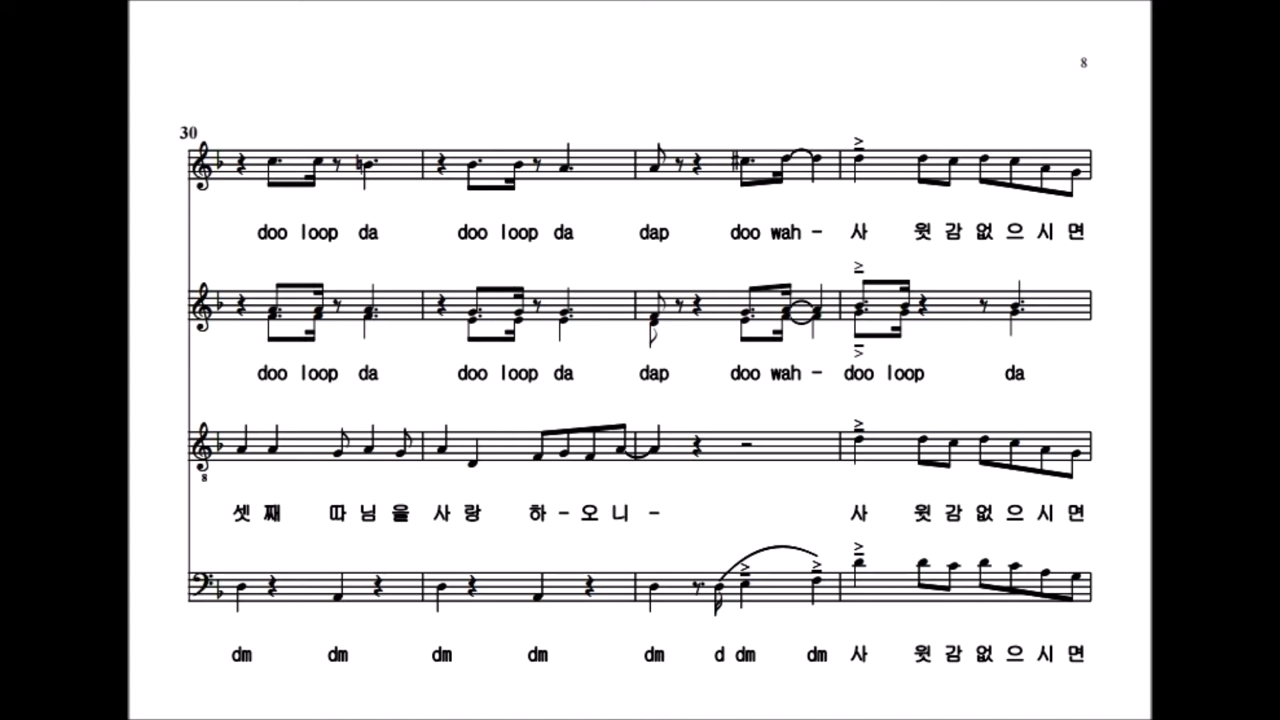 8
30
doo loop da doo loop da dap doo wah - 사 윗 감 없 으 시 면
doo loop da doo loop da dap doo wah - doo loop da
8
셋 째 따 님 을 사 랑 하 - 오 니 - 사 윗 감 없 으 시 면
dm dm dm dm dm d dm dm 사 윗 감 없 으 시 면